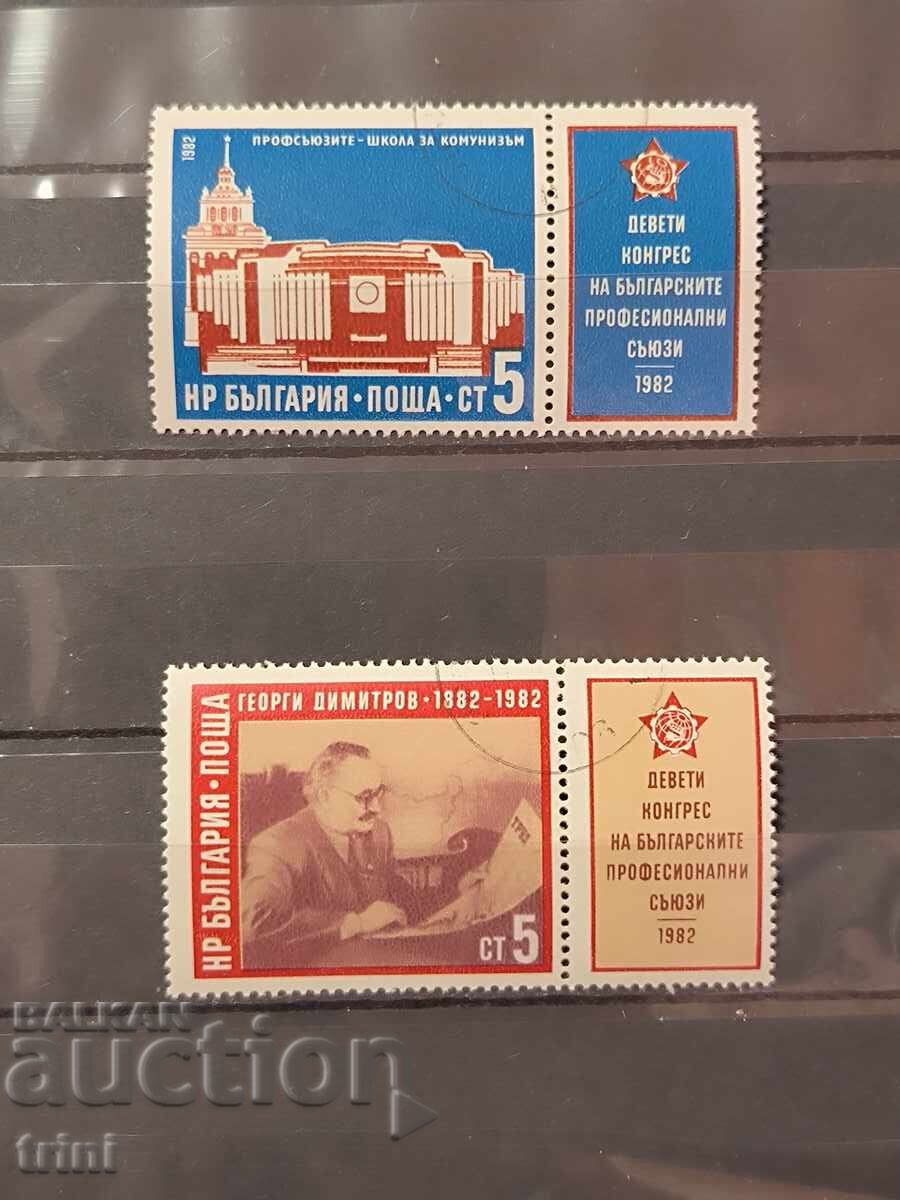 1982
ПРОФСЪЮЗИТЕ - ШКОЛА ЗА КОМУНИЗЪМ
НР БЪЛГАРИЯ · ПОЩА · СТ 5
ДЕВЕТИ
КОНГРЕС
НА БЪЛГАРСКИТЕ
ПРОФЕСИОНАЛНИ
СЪЮЗИ
1982
НР БЪЛГАРИЯ · ПОЩА
ГЕОРГИ ДИМИТРОВ · 1882-1982
СТ 5
ДЕВЕТИ
КОНГРЕС
НА БЪЛГАРСКИТЕ
ПРОФЕСИОНАЛНИ
СЪЮЗИ
1982
BALKAN
auction
trini